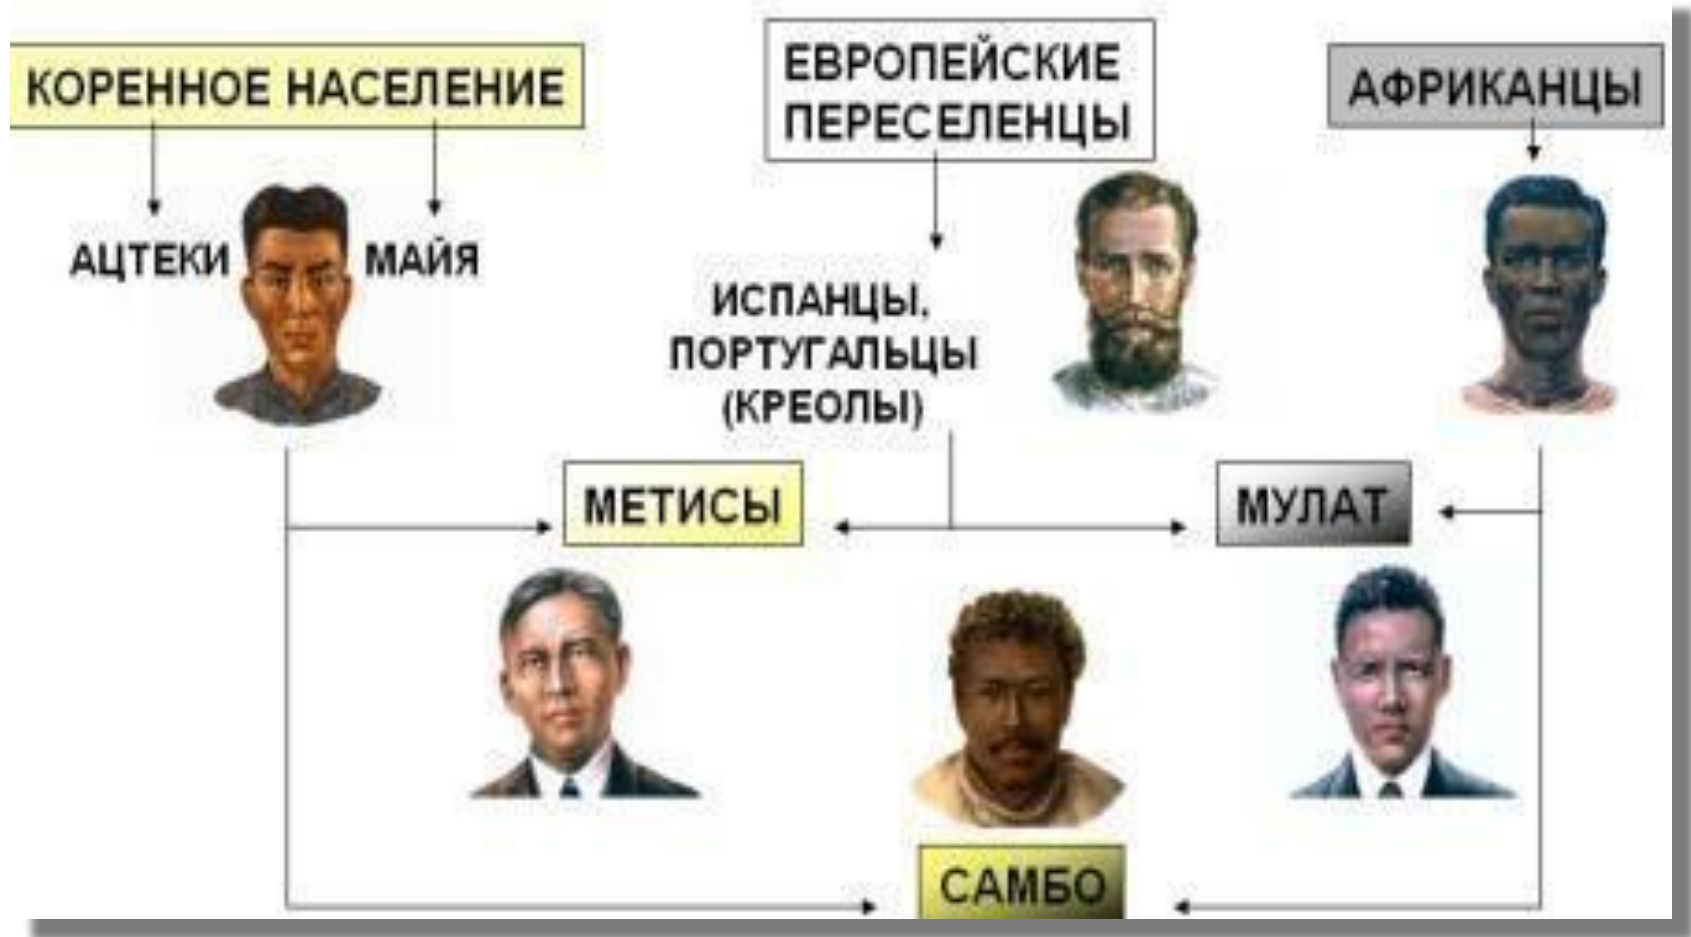 КОРЕННОЕ НАСЕЛЕНИЕ
ЕВРОПЕЙСКИЕ
ПЕРЕСЕЛЕНЦЫ
АФРИКАНЦЫ
АЦТЕКИ
МАЙЯ
ИСПАНЦЫ,
ПОРТУГАЛЬЦЫ
(КРЕОЛЫ)
МЕТИСЫ
МУЛАТ
САМБО